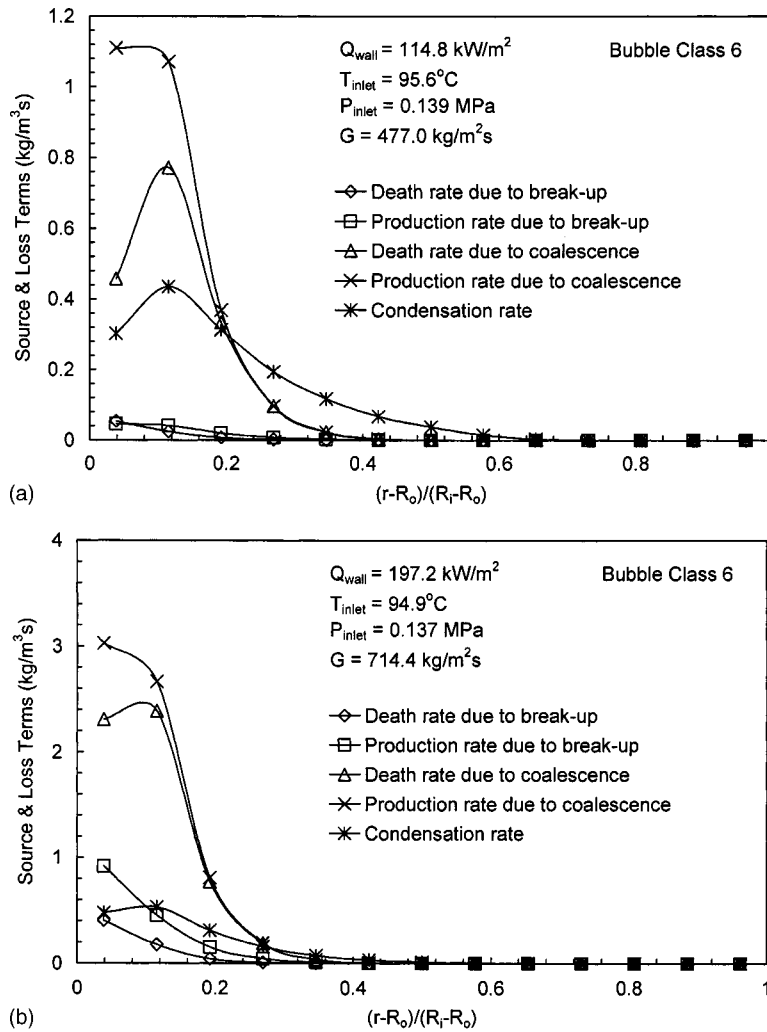 1.2
1
0.8
0.6
0.4
0.2
0
Source & Loss Terms (kg/m³s)
Q_wall = 114.8 kW/m²
Bubble Class 6
T_inlet = 95.6°C
P_inlet = 0.139 MPa
G = 477.0 kg/m²s
Death rate due to break-up
Production rate due to break-up
Death rate due to coalescence
Production rate due to coalescence
Condensation rate
0 0.2 0.4 0.6 0.8
(a)
(r-R_o)/(R_i-R_o)
4
3
2
1
0
Source & Loss Terms (kg/m³s)
Q_wall = 197.2 kW/m²
Bubble Class 6
T_inlet = 94.9°C
P_inlet = 0.137 MPa
G = 714.4 kg/m²s
Death rate due to break-up
Production rate due to break-up
Death rate due to coalescence
Production rate due to coalescence
Condensation rate
0 0.2 0.4 0.6 0.8 1
(b)
(r-R_o)/(R_i-R_o)